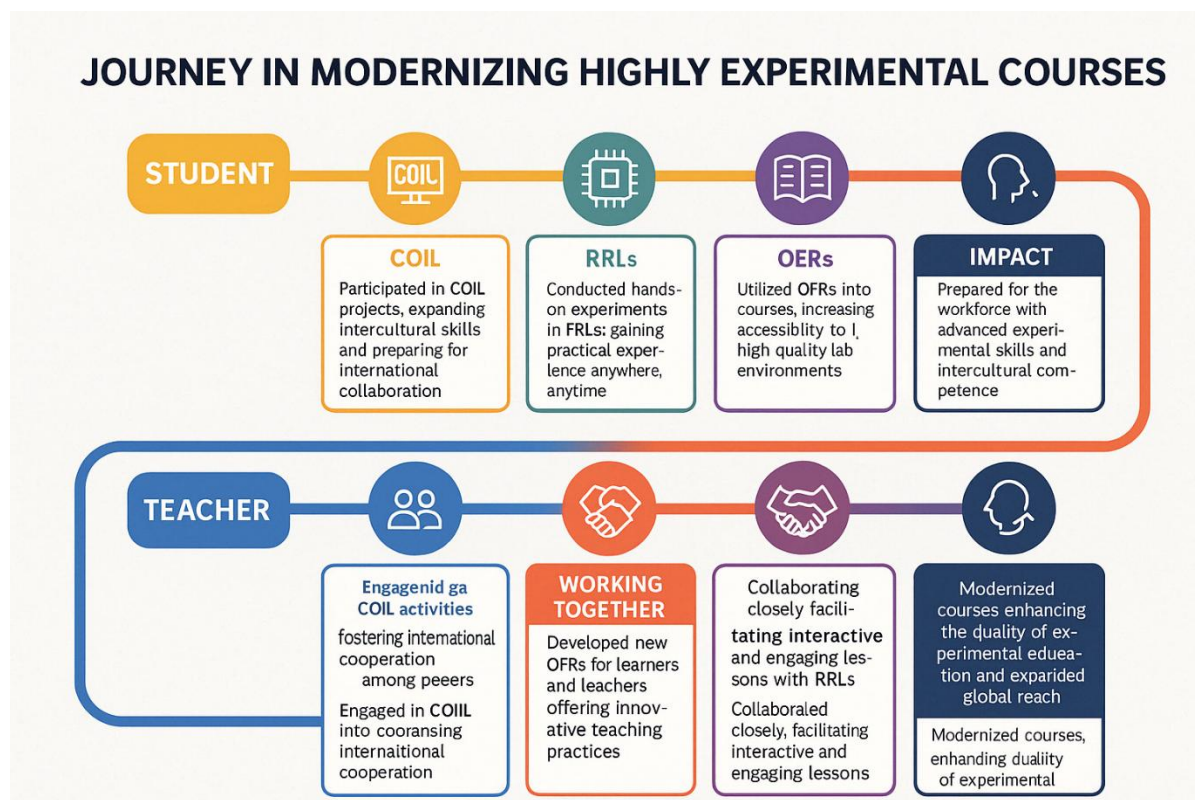 JOURNEY IN MODERNIZING HIGHLY EXPERIMENTAL COURSES
STUDENT
COIL
COIL
Participated in COIL
projects, expanding
intercultural skills
and preparing for
international
collaboration
RRLs
Conducted hands-
on experiments
in FRLs: gaining
practical exper-
lence anywhere,
anytime
OERs
Utilized OFRs into
courses, increasing
accessiblity to l,
high quality lab
environments
IMPACT
Prepared for the
workforce with
advanced experi-
mental skills and
intercultural com-
petence
TEACHER
Engagenid ga
COIL activities
fostering international
cooperation
among peeers
Engaged in COIIL
into cooransing
internaitional
cooperation
WORKING
TOGETHER
Developed new
OFRs for learners
and leachers
offering innov-
ative teaching
practices
Collaborating
closely facili-
tating interactive
and engaging les-
sons with RRLs
Collaboraled
closely, facilitating
interactive and
engaging lessons
Modernized
courses enhancing
the quality of ex-
perimental edueа-
tion and exparided
global reach
Modernized courses,
enhanding duality
of experimental